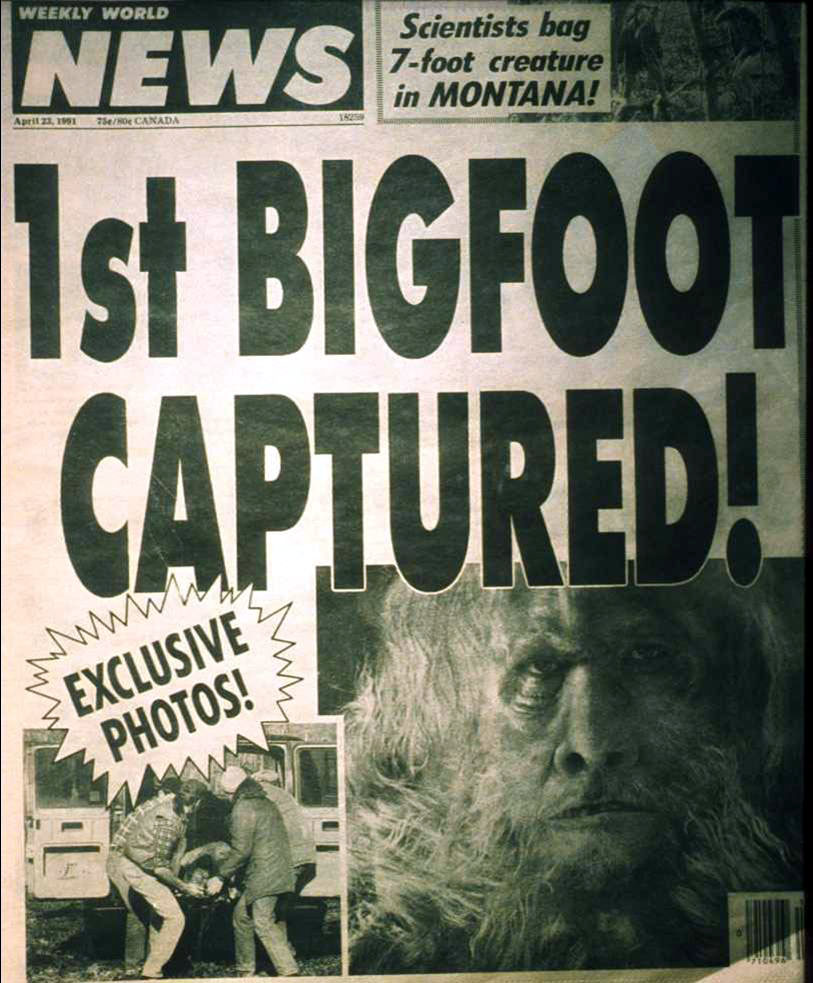 WEEKLY WORLD
NEWS
April 23, 1991 75¢/80¢ CANADA 18259
Scientists bag
7-foot creature
in MONTANA!
1st BIGFOOT
CAPTURED!
EXCLUSIVE
PHOTOS!